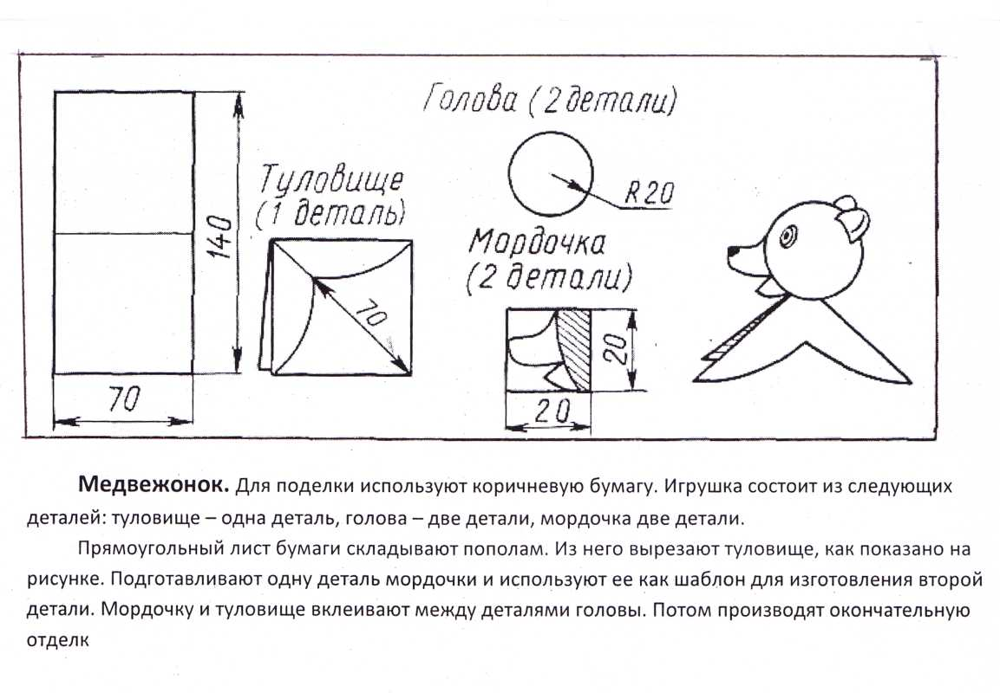 Голова (2 детали)
Туловище
(1 деталь)
R20
140
Мордочка
(2 детали)
70
20
70
20
Медвежонок. Для поделки используют коричневую бумагу. Игрушка состоит из следующих
деталей: туловище – одна деталь, голова – две детали, мордочка две детали.
Прямоугольный лист бумаги складывают пополам. Из него вырезают туловище, как показано на
рисунке. Подготавливают одну деталь мордочки и используют ее как шаблон для изготовления второй
детали. Мордочку и туловище вклеивают между деталями головы. Потом производят окончательную
отделк